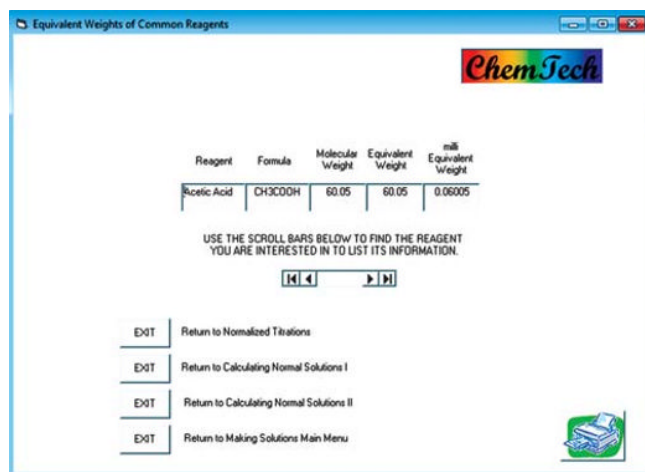 Equivalent Weights of Common Reagents
ChemTech
Reagent Formula Molecular Weight Equivalent Weight milli Equivalent Weight
Acetic Acid CH3COOH 60.05 60.05 0.06005
USE THE SCROLL BARS BELOW TO FIND THE REAGENT
YOU ARE INTERESTED IN TO LIST ITS INFORMATION.
EXIT Return to Normalized Titrations
EXIT Return to Calculating Normal Solutions I
EXIT Return to Calculating Normal Solutions II
EXIT Return to Making Solutions Main Menu